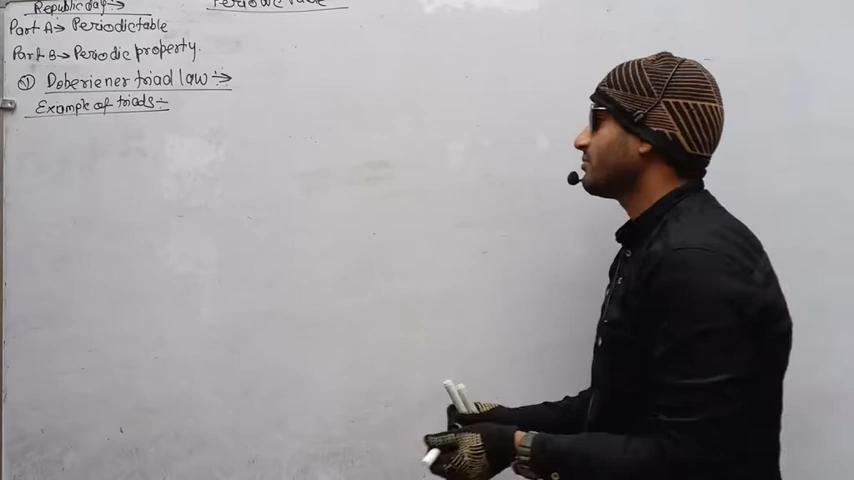 Republic day:→
Periodic Table
Part A→ Periodic table
Part B→ Periodic property.
① Doberiener triad law÷→
Example of triads÷